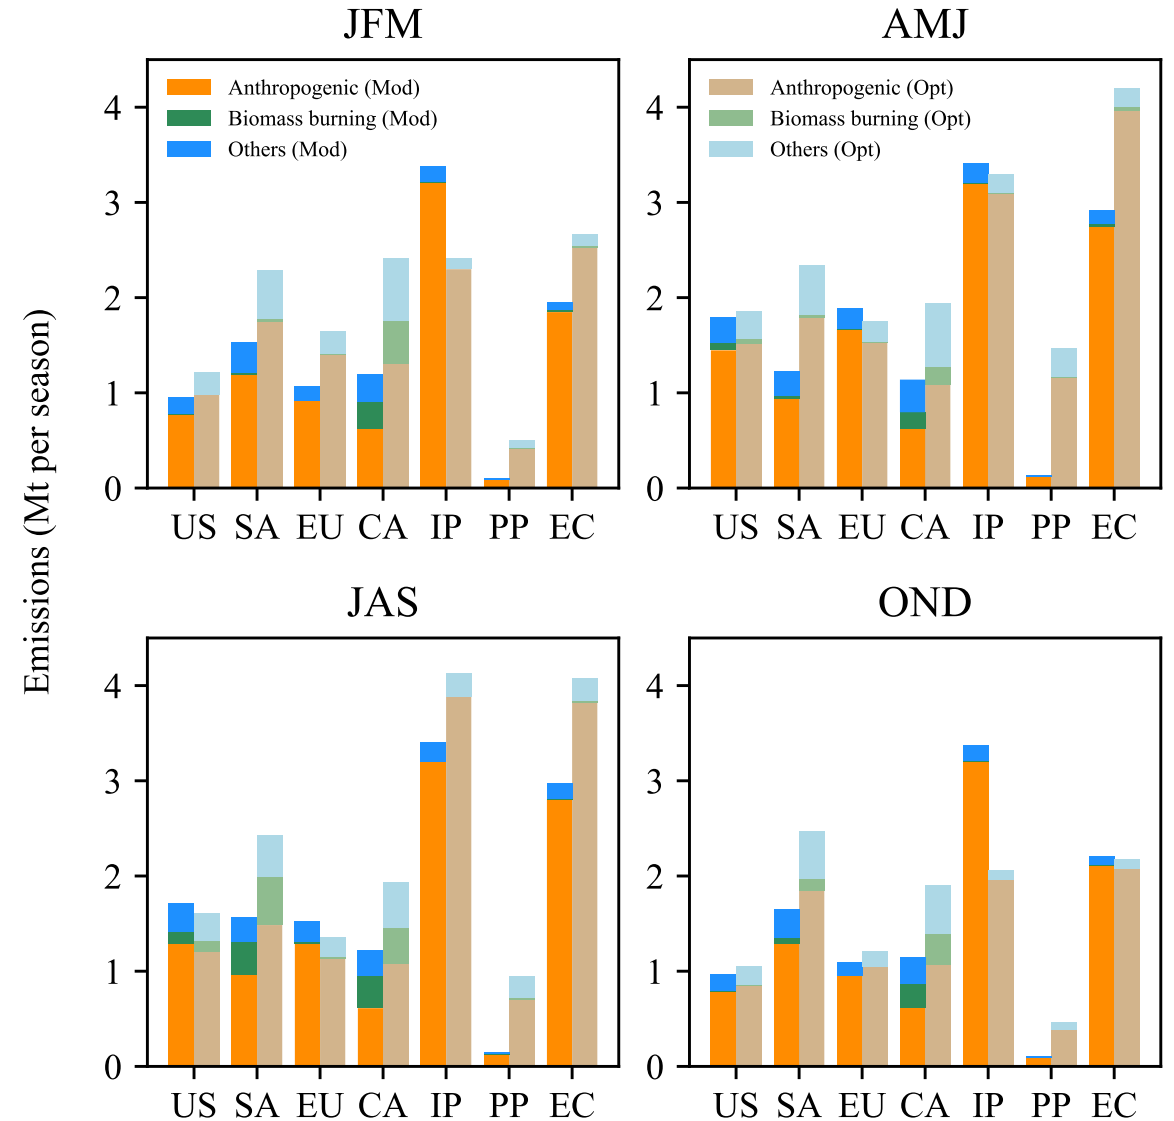 Emissions (Mt per season)
JFM
4
3
2
1
0
Anthropogenic (Mod)
Biomass burning (Mod)
Others (Mod)
US SA EU CA IP PP EC
AMJ
4
3
2
1
0
Anthropogenic (Opt)
Biomass burning (Opt)
Others (Opt)
US SA EU CA IP PP EC
JAS
4
3
2
1
0
US SA EU CA IP PP EC
OND
4
3
2
1
0
US SA EU CA IP PP EC